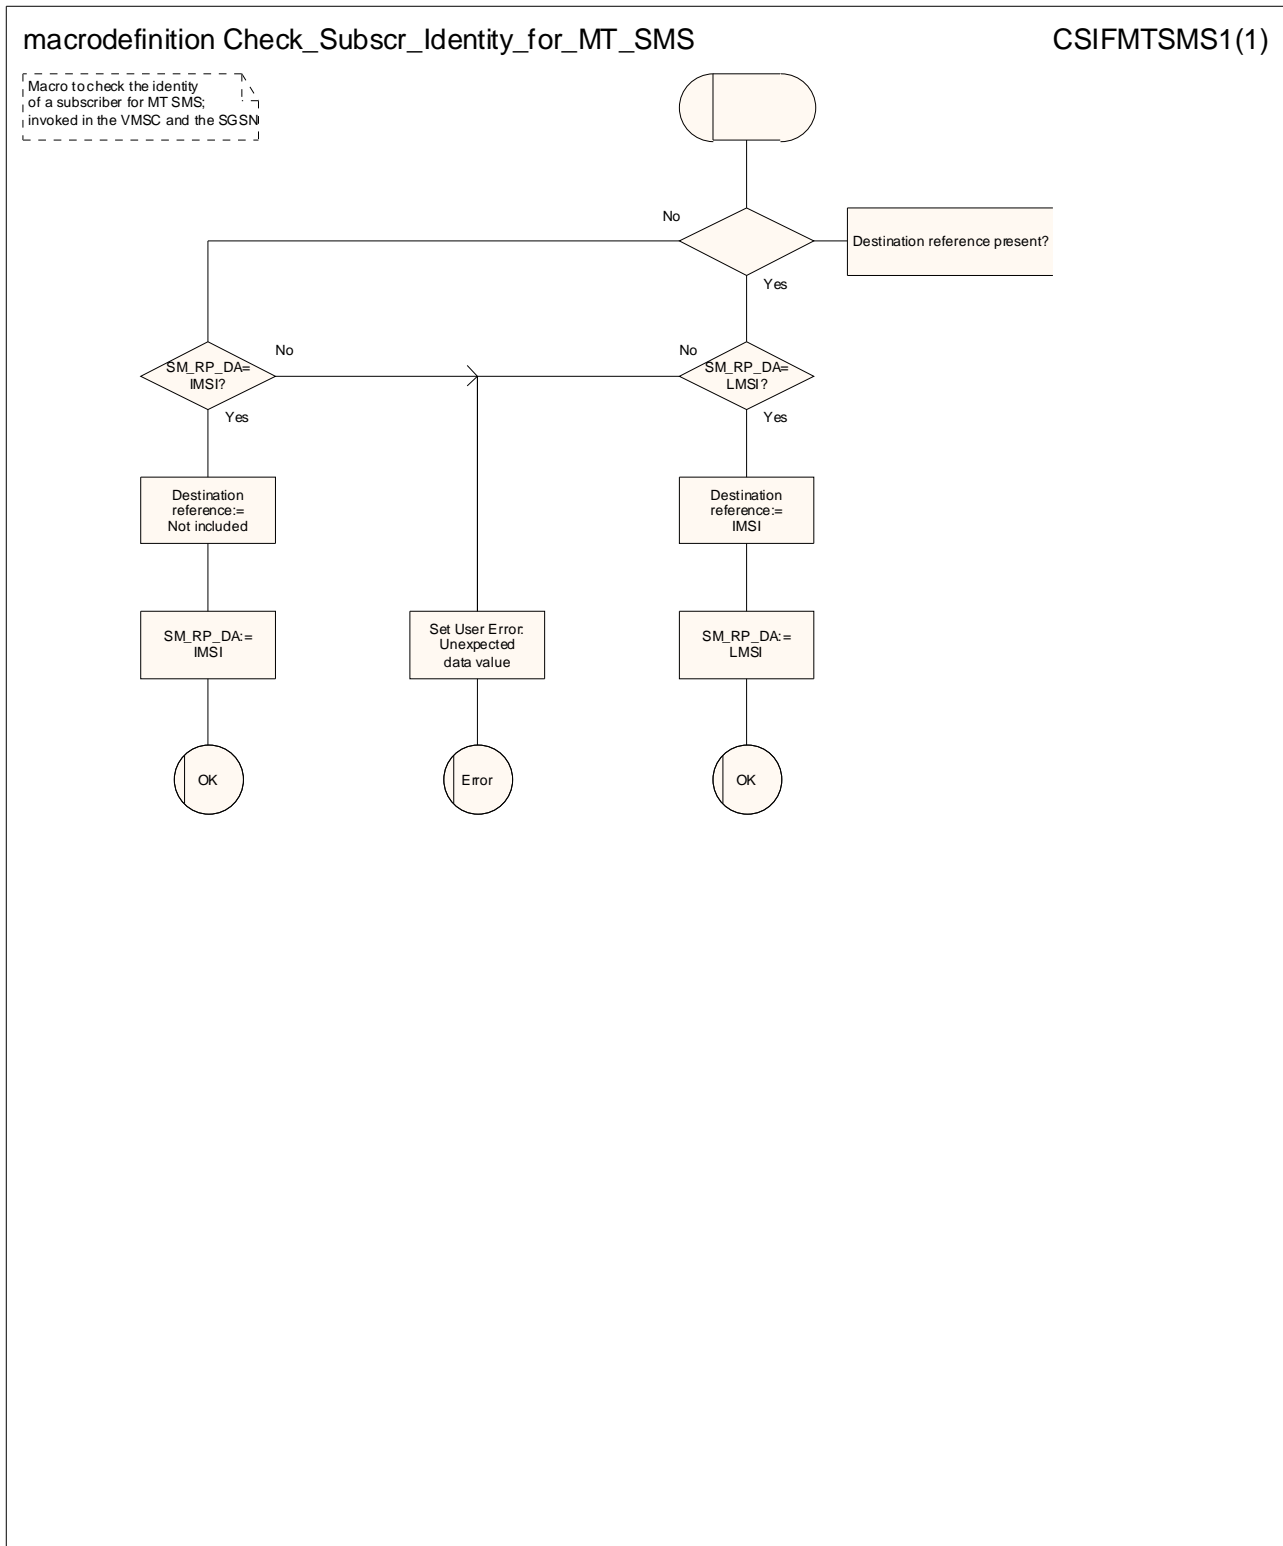 macrodefinition Check_Subscr_Identity_for_MT_SMS
CSIFMTSMS1(1)
Macro to check the identity
of a subscriber for MT SMS;
invoked in the VMSC and the SGSN
No
Destination reference present?
Yes
SM_RP_DA=
IMSI?
No
Yes
No
SM_RP_DA=
LMSI?
Yes
Destination
reference:=
Not included
Destination
reference:=
IMSI
SM_RP_DA:=
IMSI
Set User Error:
Unexpected
data value
SM_RP_DA:=
LMSI
OK
Error
OK